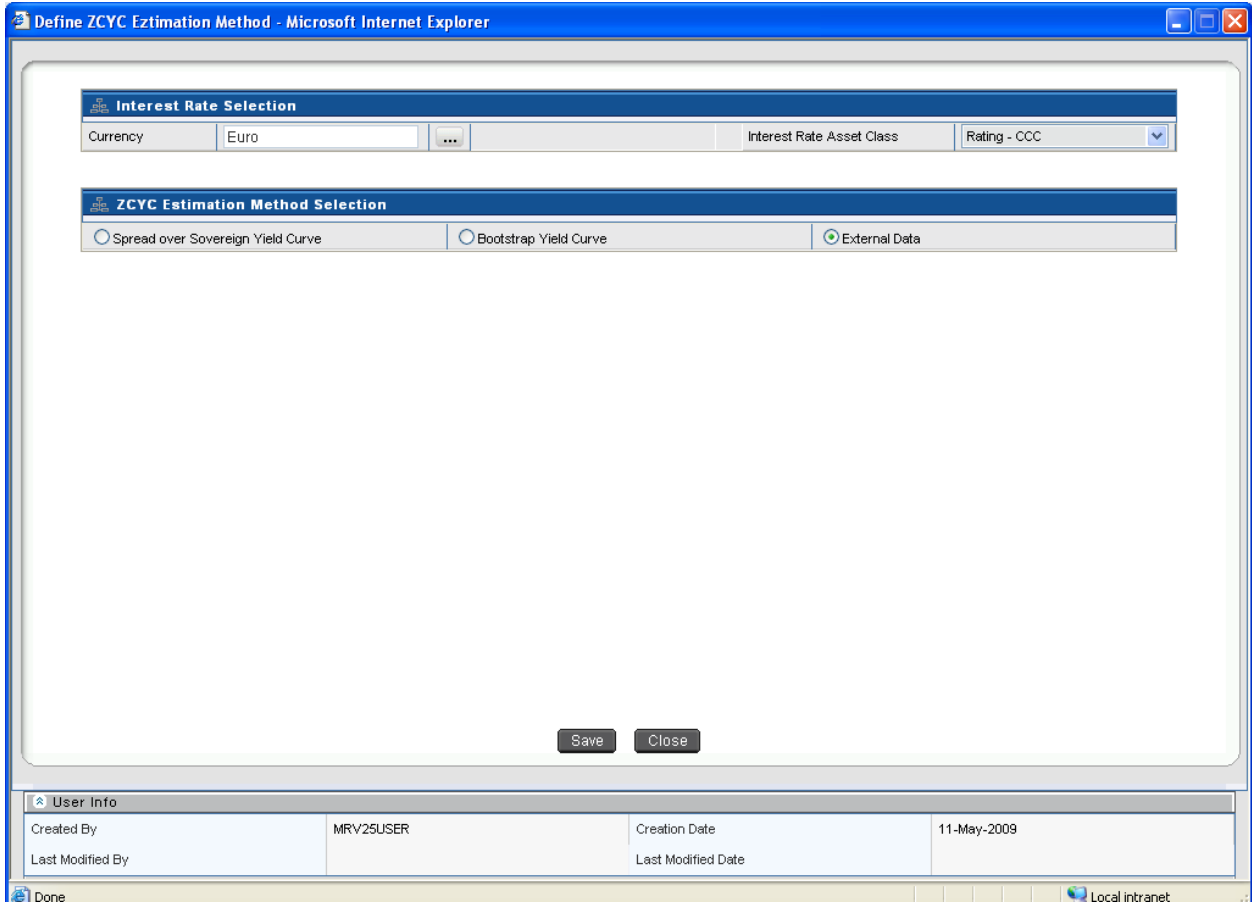 Define ZCYC Eztimation Method - Microsoft Internet Explorer
Interest Rate Selection
Currency Euro ... Interest Rate Asset Class Rating - CCC
ZCYC Estimation Method Selection
Spread over Sovereign Yield Curve Bootstrap Yield Curve External Data
Save Close
User Info
Created By MRV25USER Creation Date 11-May-2009
Last Modified By Last Modified Date
Done Local intranet